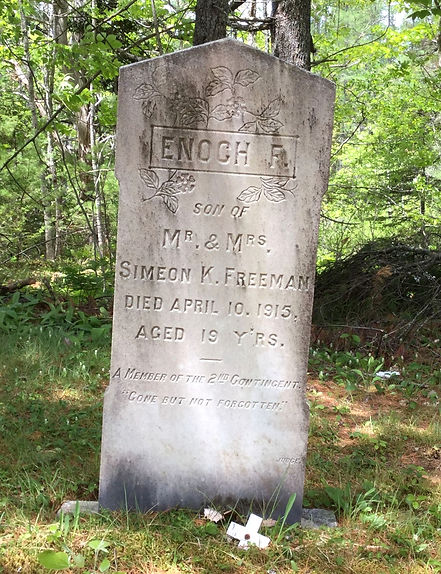 ENOCH F.
SON OF
MR. & MRS.
SIMEON K. FREEMAN
DIED APRIL 10. 1915.
AGED 19 Y'RS.
A MEMBER OF THE 2ND CONTINGENT.
"GONE BUT NOT FORGOTTEN."
JUDGE